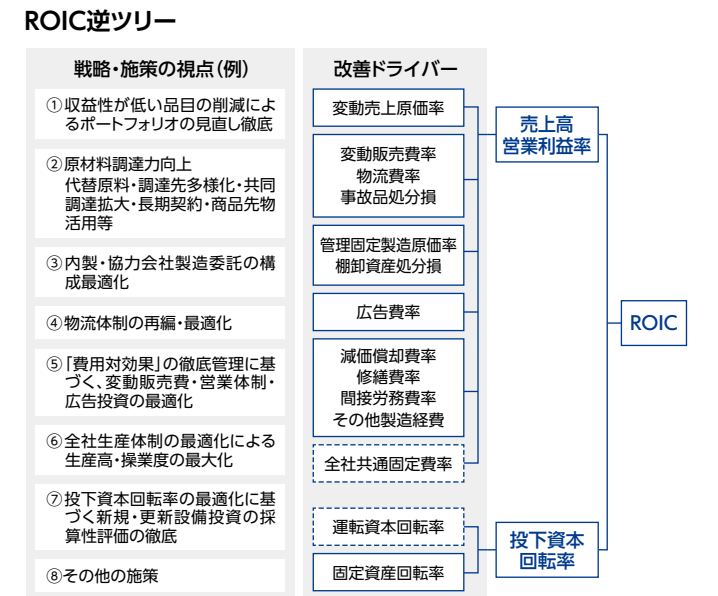 ROIC逆ツリー
戦略・施策の視点(例)
①収益性が低い品目の削減によ
るポートフォリオの見直し徹底
②原材料調達力向上
代替原料・調達先多様化・共同
調達拡大・長期契約・商品先物
活用等
③内製・協力会社製造委託の構
成最適化
④物流体制の再編・最適化
⑤「費用対効果」の徹底管理に基
づく、変動販売費・営業体制・
広告投資の最適化
⑥全社生産体制の最適化による
生産高・操業度の最大化
⑦投下資本回転率の最適化に基
づく新規・更新設備投資の採
算性評価の徹底
⑧その他の施策
改善ドライバー
変動売上原価率
変動販売費率
物流費率
事故品処分損
管理固定製造原価率
棚卸資産処分損
広告費率
減価償却費率
修繕費率
間接労務費率
その他製造経費
全社共通固定費率
運転資本回転率
固定資産回転率
売上高
営業利益率
投下資本
回転率
ROIC